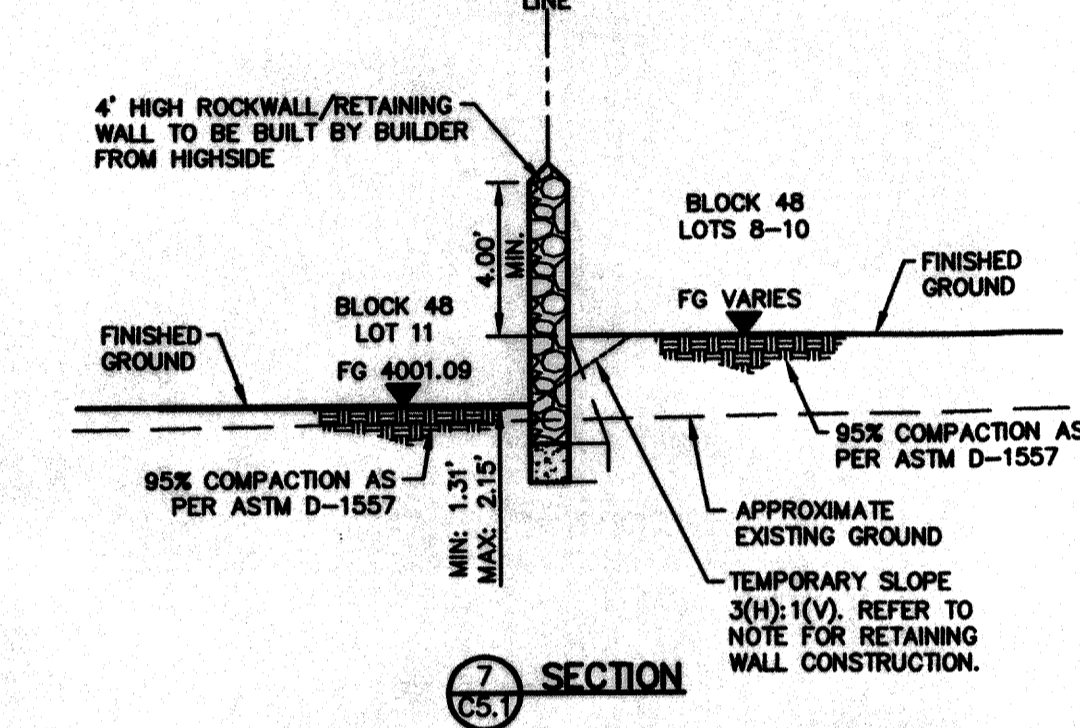 LINE
4' HIGH ROCKWALL/RETAINING
WALL TO BE BUILT BY BUILDER
FROM HIGHSIDE
4.00'
MIN.
BLOCK 48
LOTS 8-10
FINISHED
GROUND
FG VARIES
BLOCK 48
LOT 11
FG 4001.09
FINISHED
GROUND
95% COMPACTION AS
PER ASTM D-1557
95% COMPACTION AS
PER ASTM D-1557
MIN: 1.31'
MAX: 2.15'
APPROXIMATE
EXISTING GROUND
TEMPORARY SLOPE
3(H):1(V). REFER TO
NOTE FOR RETAINING
WALL CONSTRUCTION.
7
C5.1
SECTION